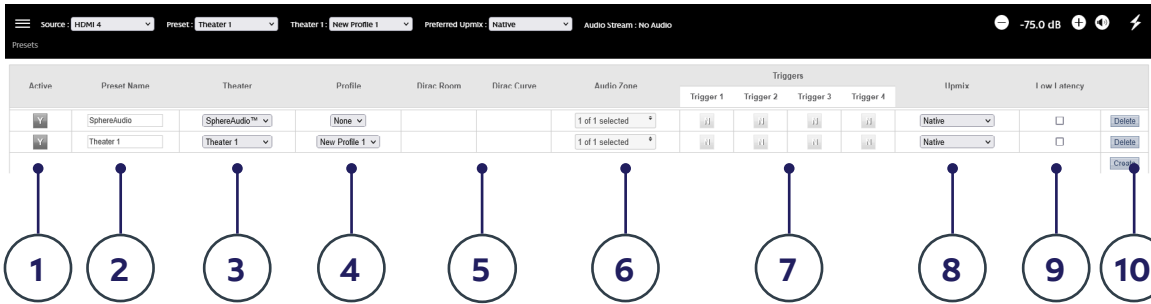 Source : HDMI 4 Preset : Theater 1 Theater 1 : New Profile 1 Preferred Upmix : Native Audio Stream : No Audio -75.0 dB
Presets
Active Preset Name Theater Profile Dirac Room Dirac Curve Audio Zone Triggers Upmix Low Latency
Trigger 1 Trigger 2 Trigger 3 Trigger 4
Y SphereAudio SphereAudio™ None 1 of 1 selected Native Delete
Y Theater 1 Theater 1 New Profile 1 1 of 1 selected Native Delete
Create
1 2 3 4 5 6 7 8 9 10